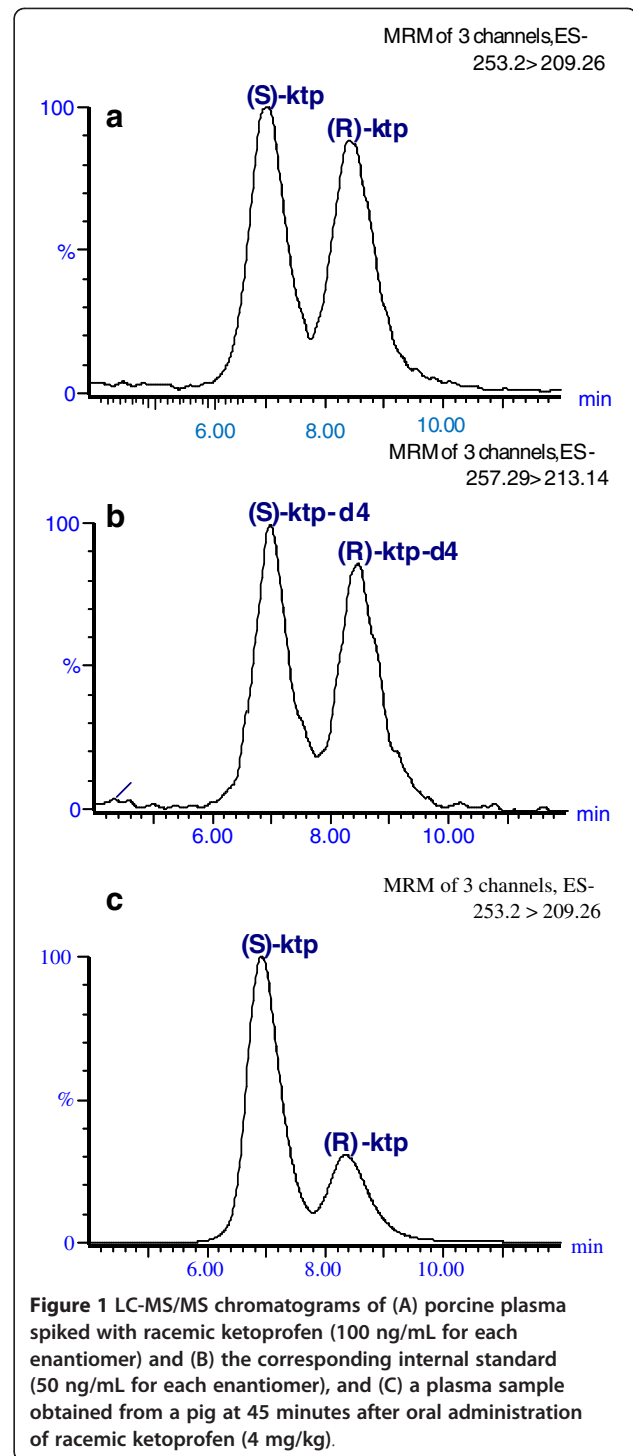 MRM of 3 channels,ES-
253.2>209.26
a
(S)-ktp
(R)-ktp
100
%
0
min
6.00 8.00 10.00
MRM of 3 channels,ES-
257.29>213.14
b
(S)-ktp-d4
(R)-ktp-d4
100
%
0
min
6.00 8.00 10.00
MRM of 3 channels, ES-
253.2 > 209.26
c
(S)-ktp
(R)-ktp
100
%
0
min
6.00 8.00 10.00
Figure 1 LC-MS/MS chromatograms of (A) porcine plasma
spiked with racemic ketoprofen (100 ng/mL for each
enantiomer) and (B) the corresponding internal standard
(50 ng/mL for each enantiomer), and (C) a plasma sample
obtained from a pig at 45 minutes after oral administration
of racemic ketoprofen (4 mg/kg).